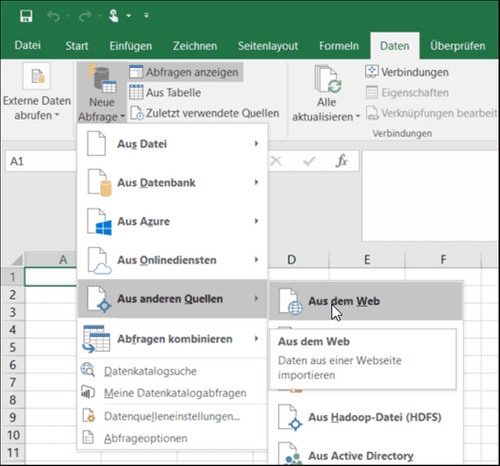 Datei Start Einfügen Zeichnen Seitenlayout Formeln Daten Überprüfen
Externe Daten abrufen
Neue Abfrage
Abfragen anzeigen
Aus Tabelle
Zuletzt verwendete Quellen
Alle aktualisieren
Verbindungen
Eigenschaften
Verknüpfungen bearbeit
Verbindungen
A1
fx
A D E F
1
2
3
4
5
6
7
8
9
10
11
Aus Datei
Aus Datenbank
Aus Azure
Aus Onlinediensten
Aus anderen Quellen
Abfragen kombinieren
Datenkatalogsuche
Meine Datenkatalogabfragen
Datenquelleneinstellungen...
Abfrageoptionen
Aus dem Web
Aus dem Web
Daten aus einer Webseite
importieren
Aus Hadoop-Datei (HDFS)
Aus Active Directory